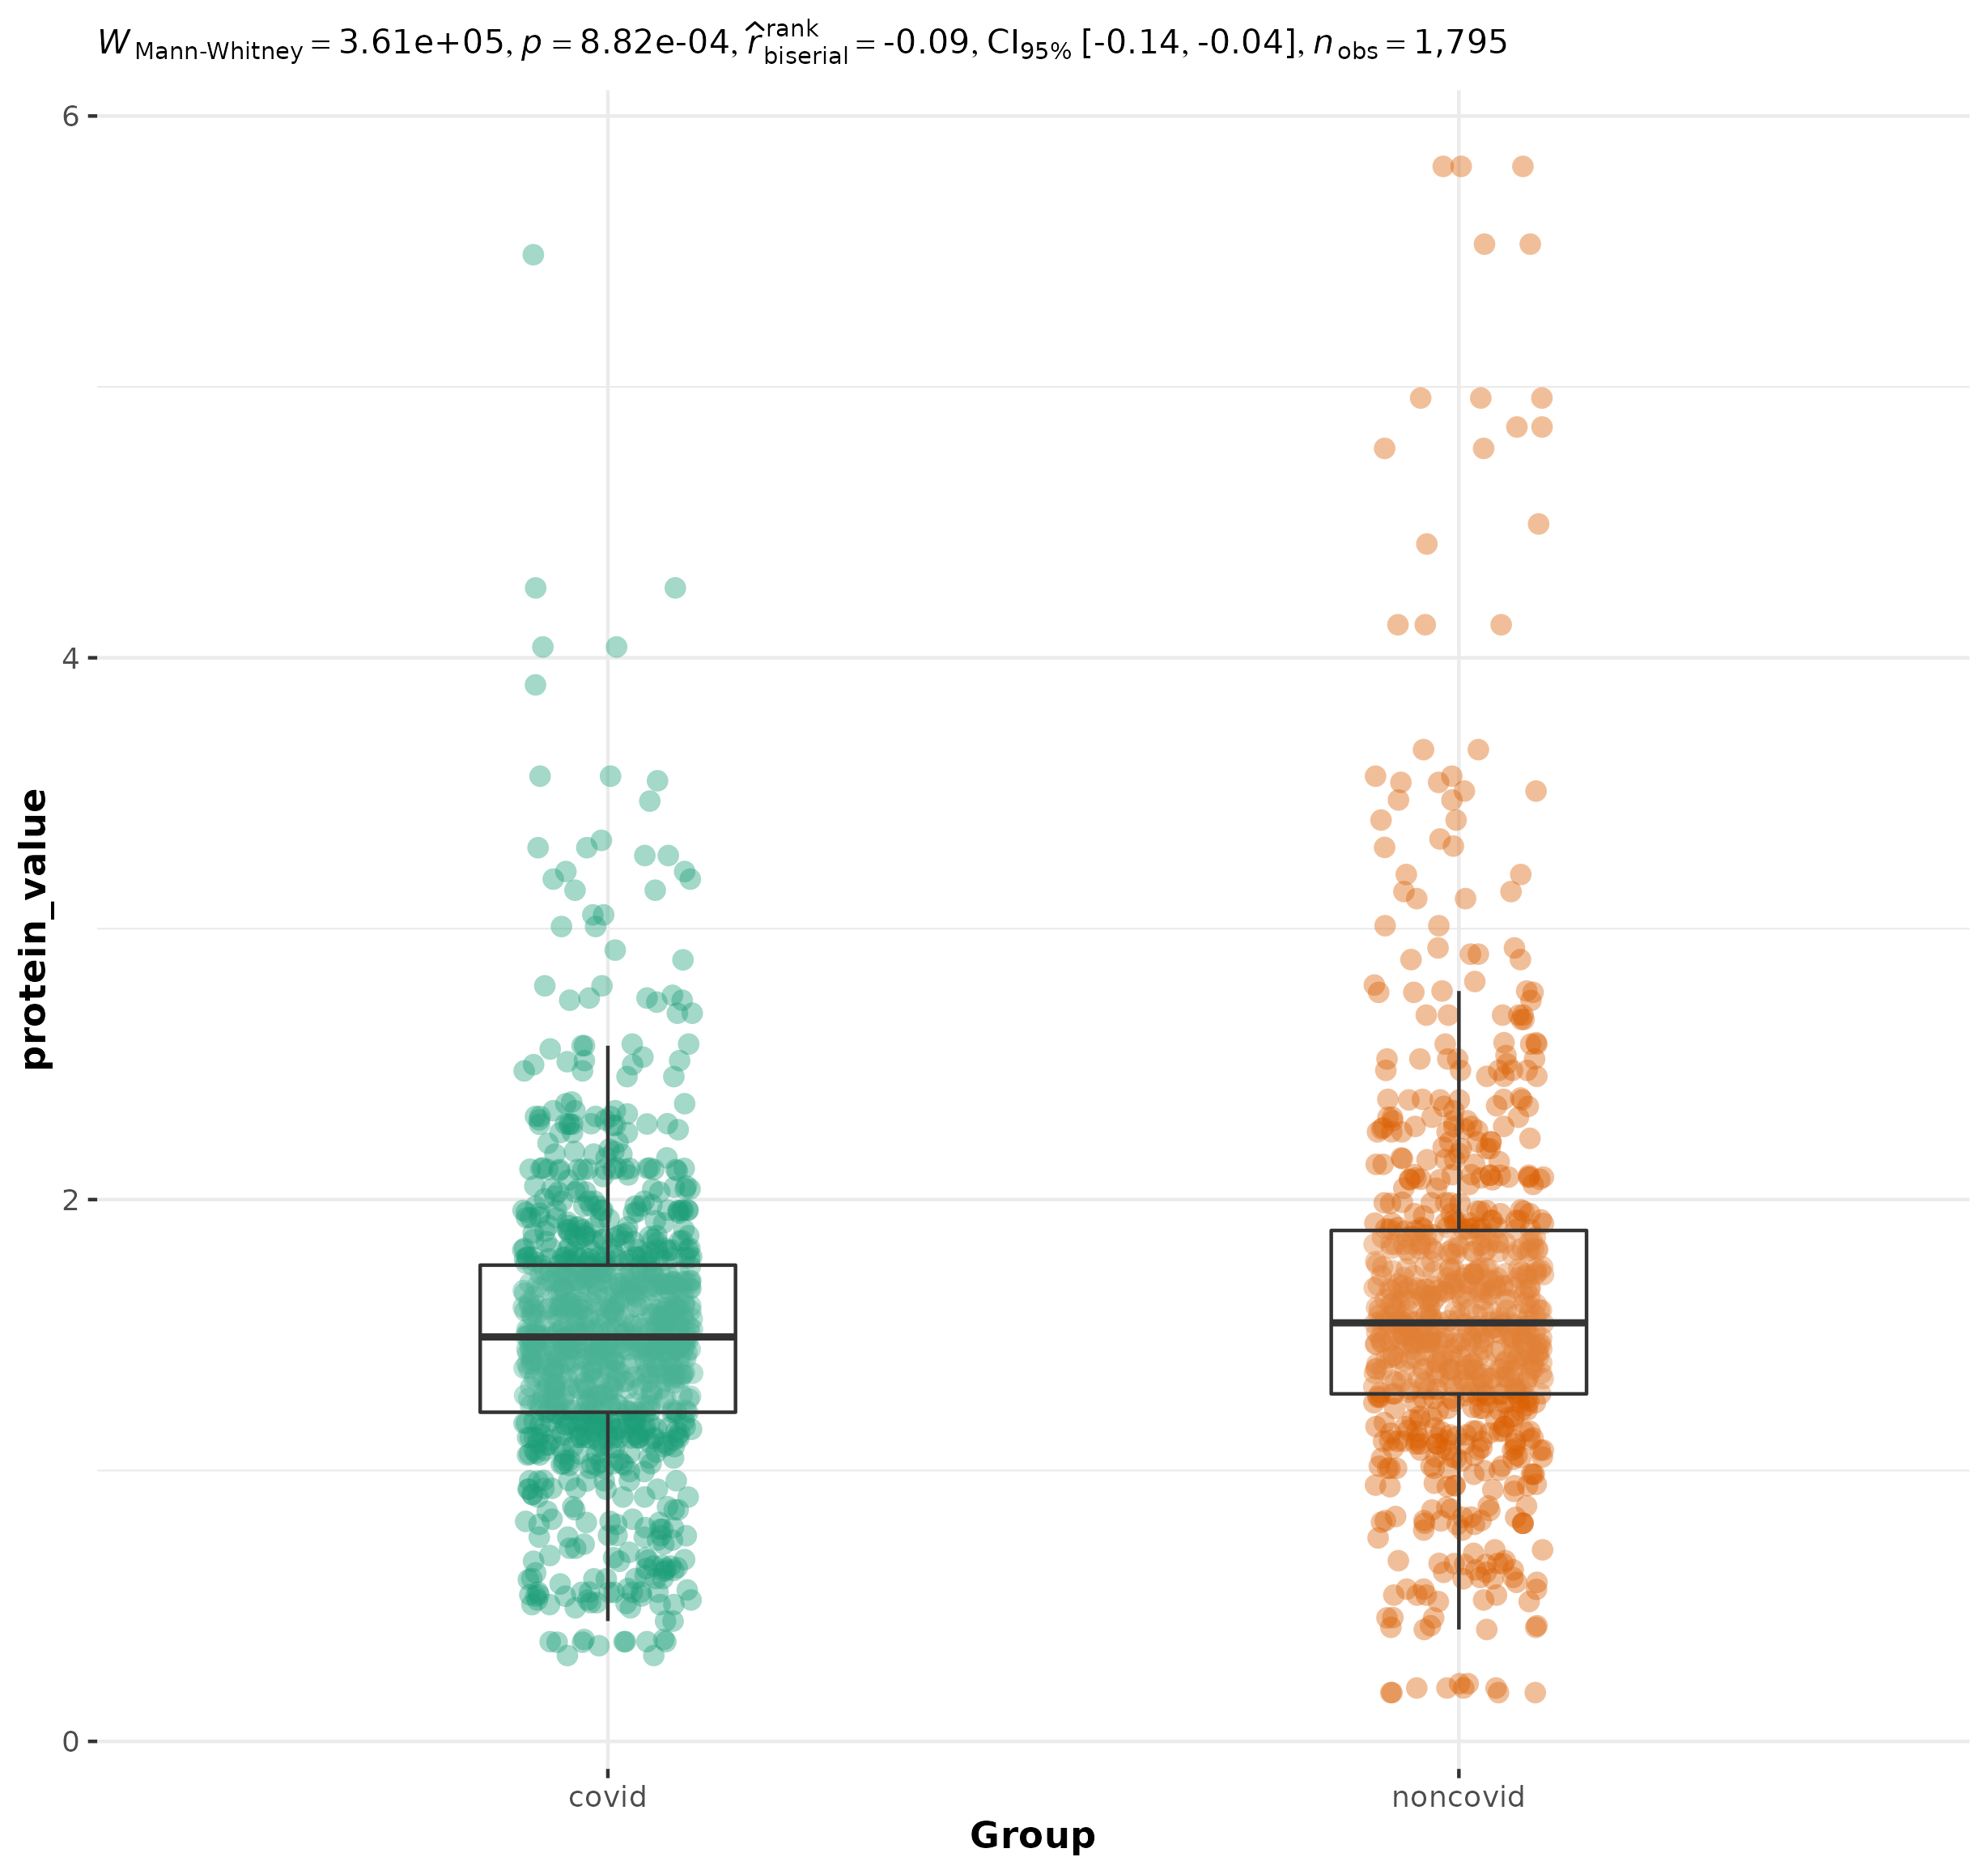 W Mann-Whitney = 3.61e+05, p = 8.82e-04, r̂ rank biserial = -0.09, CI95% [-0.14, -0.04], n obs = 1,795
6
4
2
0
protein_value
covid noncovid
Group